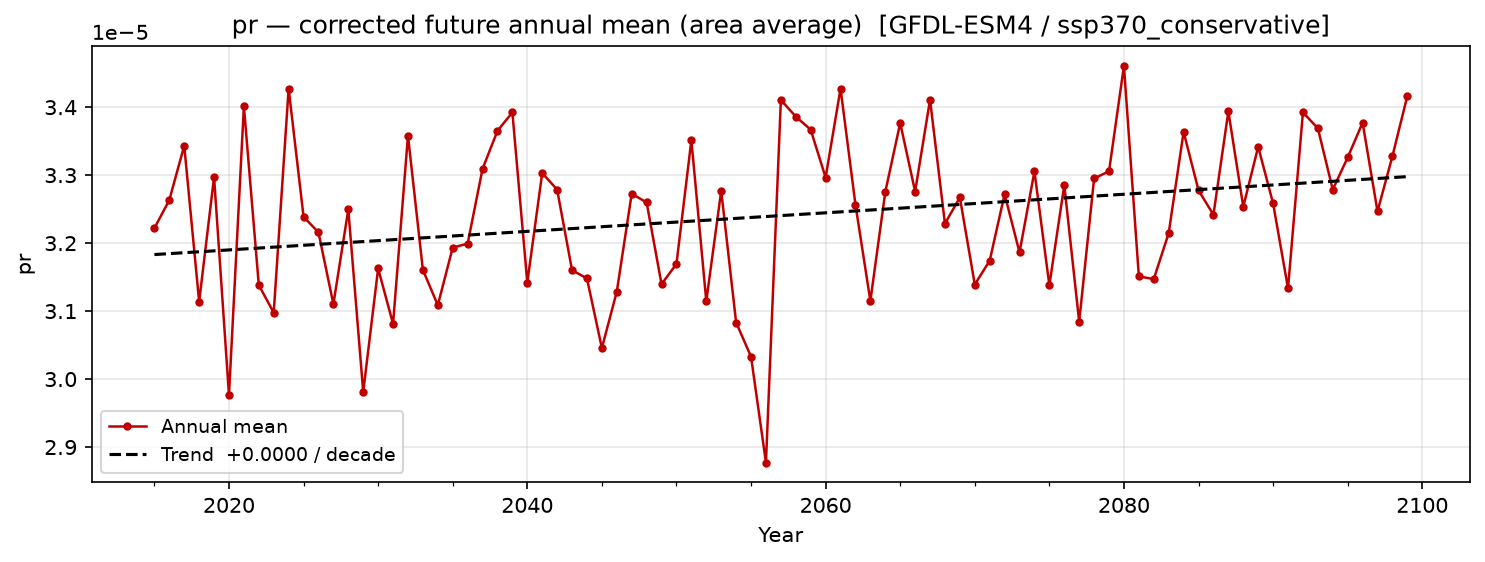 pr — corrected future annual mean (area average)  [GFDL-ESM4 / ssp370_conservative]
1e−5
3,4
3,3
3,2
3,1
3,0
2,9
pr
Annual mean
Trend  +0.0000 / decade
2020 2040 2060 2080 2100
Year